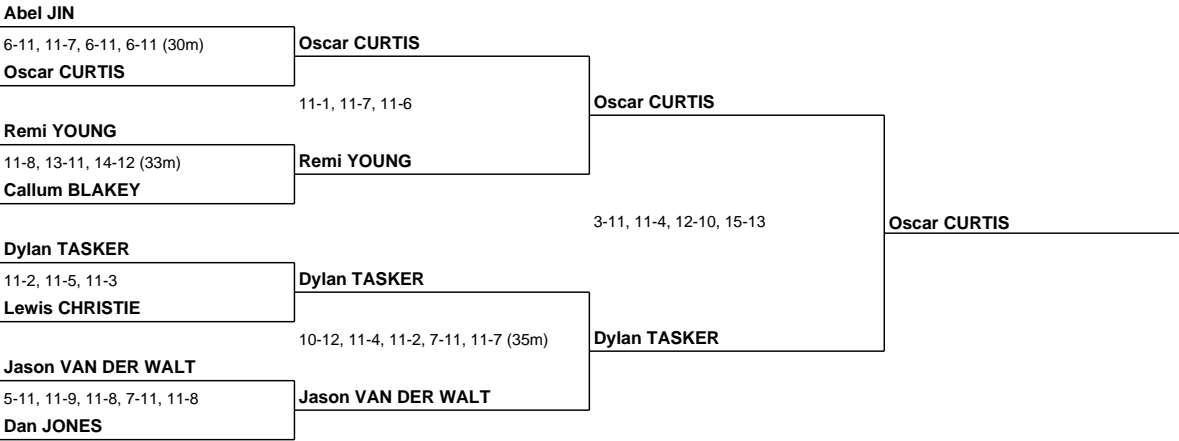 Abel JIN
6-11, 11-7, 6-11, 6-11 (30m)
Oscar CURTIS
Oscar CURTIS
11-1, 11-7, 11-6
Oscar CURTIS
Remi YOUNG
11-8, 13-11, 14-12 (33m)
Remi YOUNG
Callum BLAKEY
3-11, 11-4, 12-10, 15-13
Oscar CURTIS
Dylan TASKER
11-2, 11-5, 11-3
Dylan TASKER
Lewis CHRISTIE
10-12, 11-4, 11-2, 7-11, 11-7 (35m)
Dylan TASKER
Jason VAN DER WALT
5-11, 11-9, 11-8, 7-11, 11-8
Jason VAN DER WALT
Dan JONES